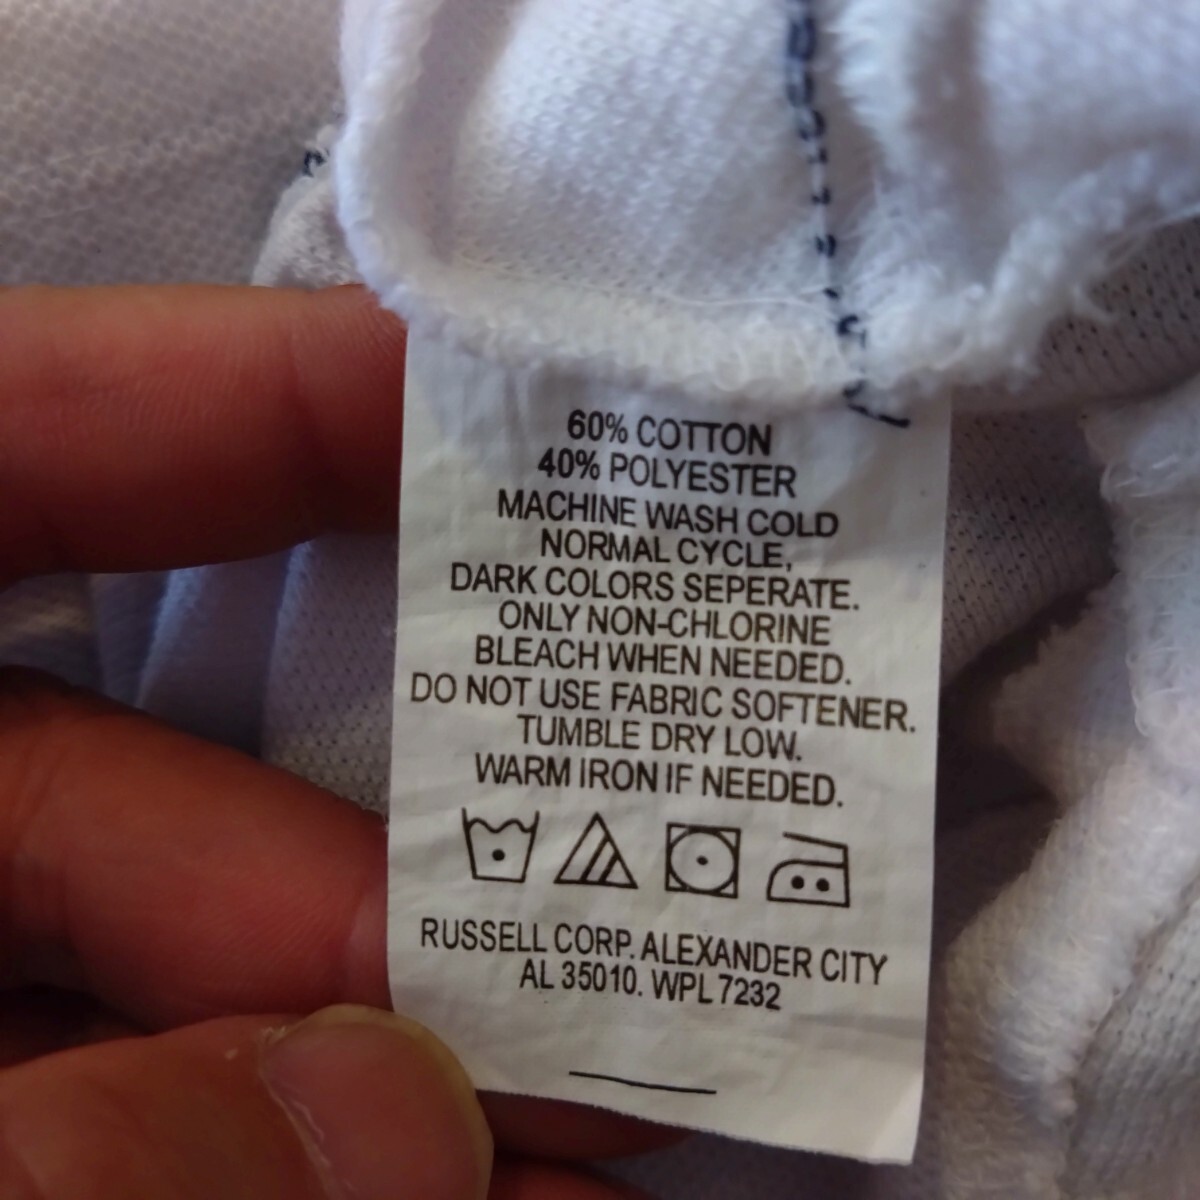 60% COTTON
40% POLYESTER
MACHINE WASH COLD
NORMAL CYCLE,
DARK COLORS SEPERATE.
ONLY NON-CHLORINE
BLEACH WHEN NEEDED.
DO NOT USE FABRIC SOFTENER.
TUMBLE DRY LOW.
WARM IRON IF NEEDED.
RUSSELL CORP. ALEXANDER CITY
AL 35010. WPL 7232